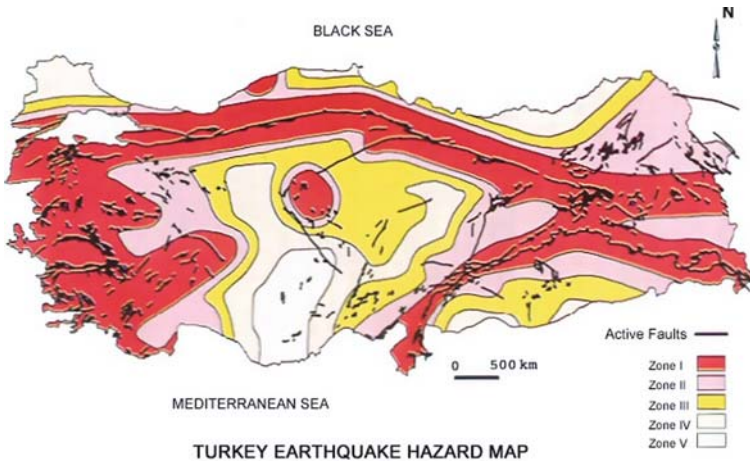 BLACK SEA
N
Active Faults
Zone I
0 500 km
Zone II
MEDITERRANEAN SEA
Zone III
Zone IV
Zone V
TURKEY EARTHQUAKE HAZARD MAP